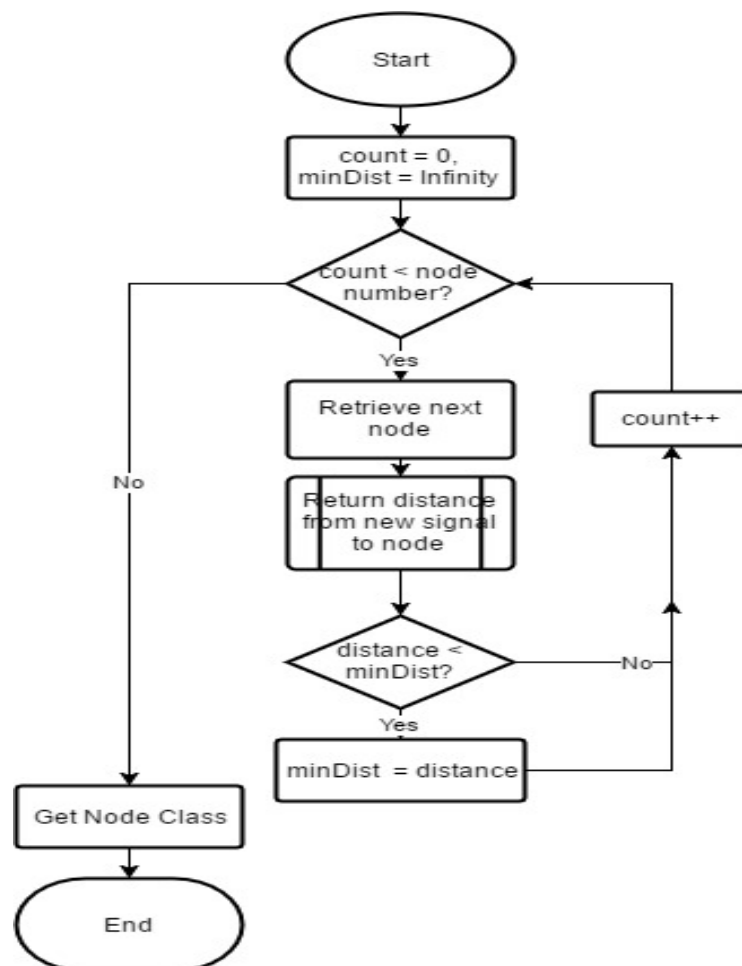 Start
count = 0,
minDist = Infinity
count < node
number?
Yes
Retrieve next
node
count++
No
Return distance
from new signal
to node
distance <
minDist?
No
Yes
minDist = distance
Get Node Class
End